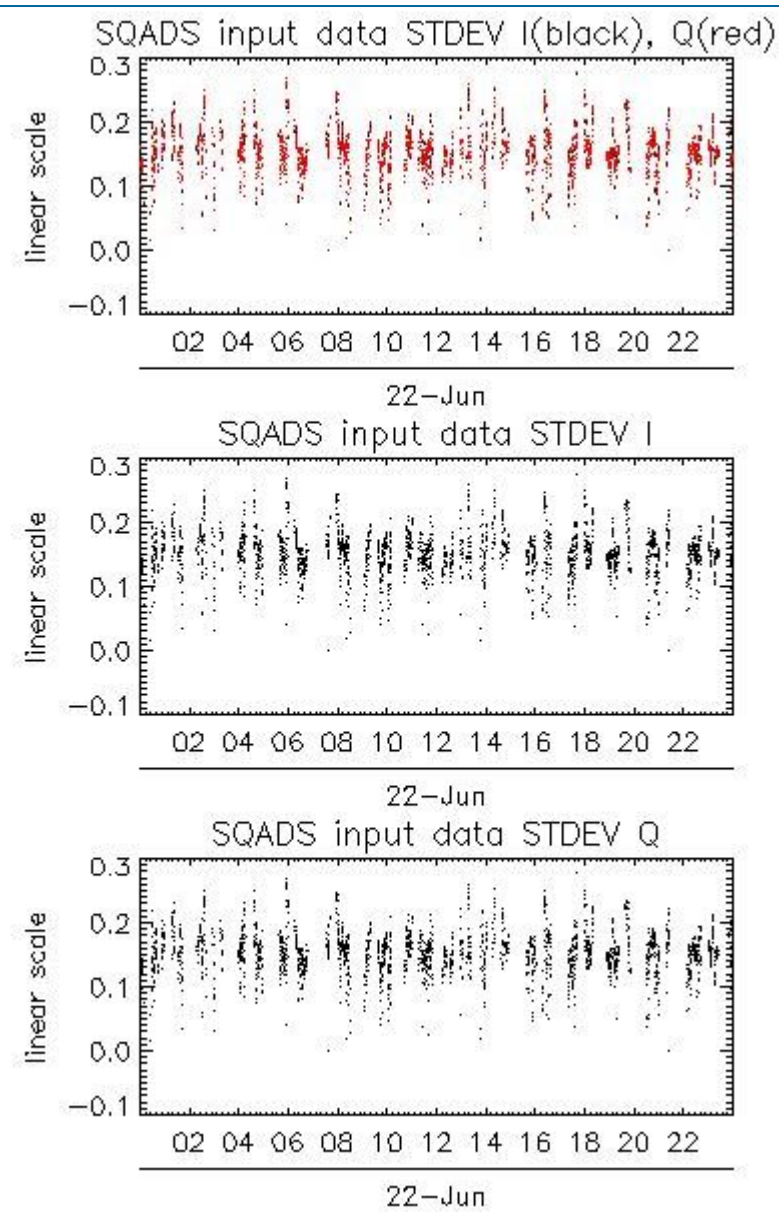 SQADS input data STDEV I(black), Q(red)
0.3
0.2
0.1
0.0
−0.1
linear scale
02 04 06 08 10 12 14 16 18 20 22
22−Jun
SQADS input data STDEV I
0.3
0.2
0.1
0.0
−0.1
linear scale
02 04 06 08 10 12 14 16 18 20 22
22−Jun
SQADS input data STDEV Q
0.3
0.2
0.1
0.0
−0.1
linear scale
02 04 06 08 10 12 14 16 18 20 22
22−Jun